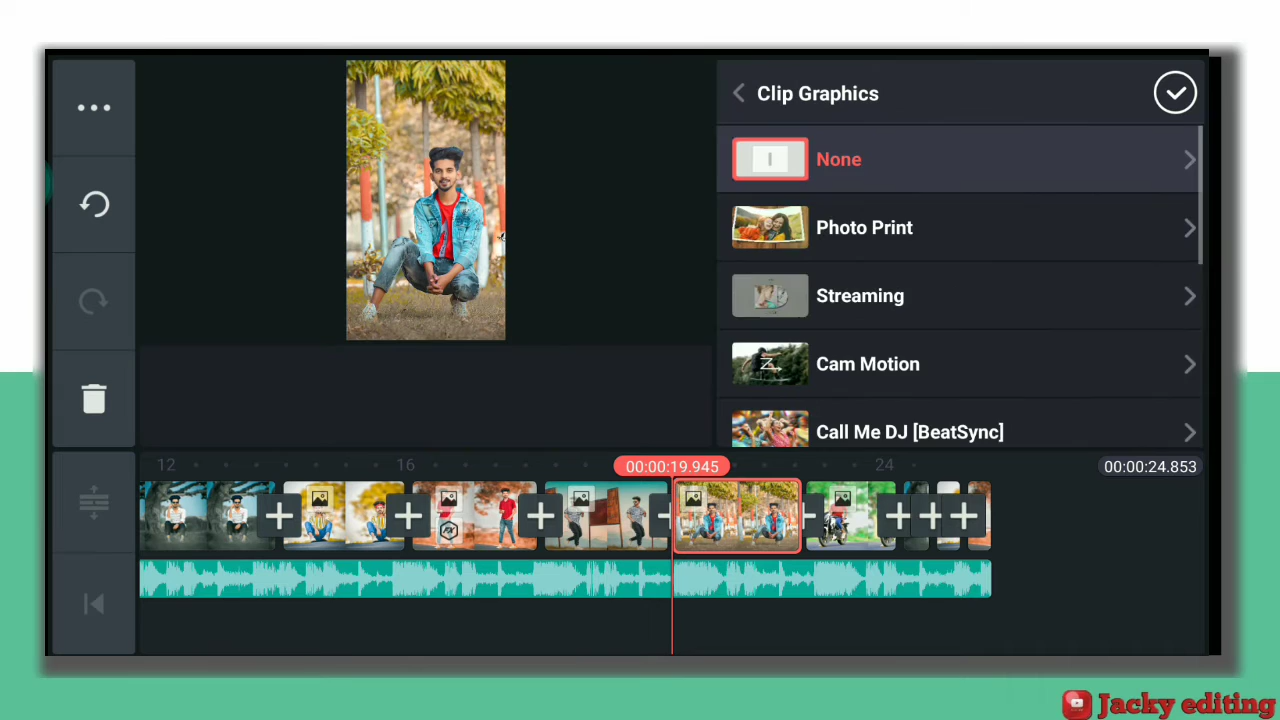 Clip Graphics
None
Photo Print
Streaming
Cam Motion
Call Me DJ [BeatSync]
12
16
00:00:19.945
24
00:00:24.853
Jacky editing